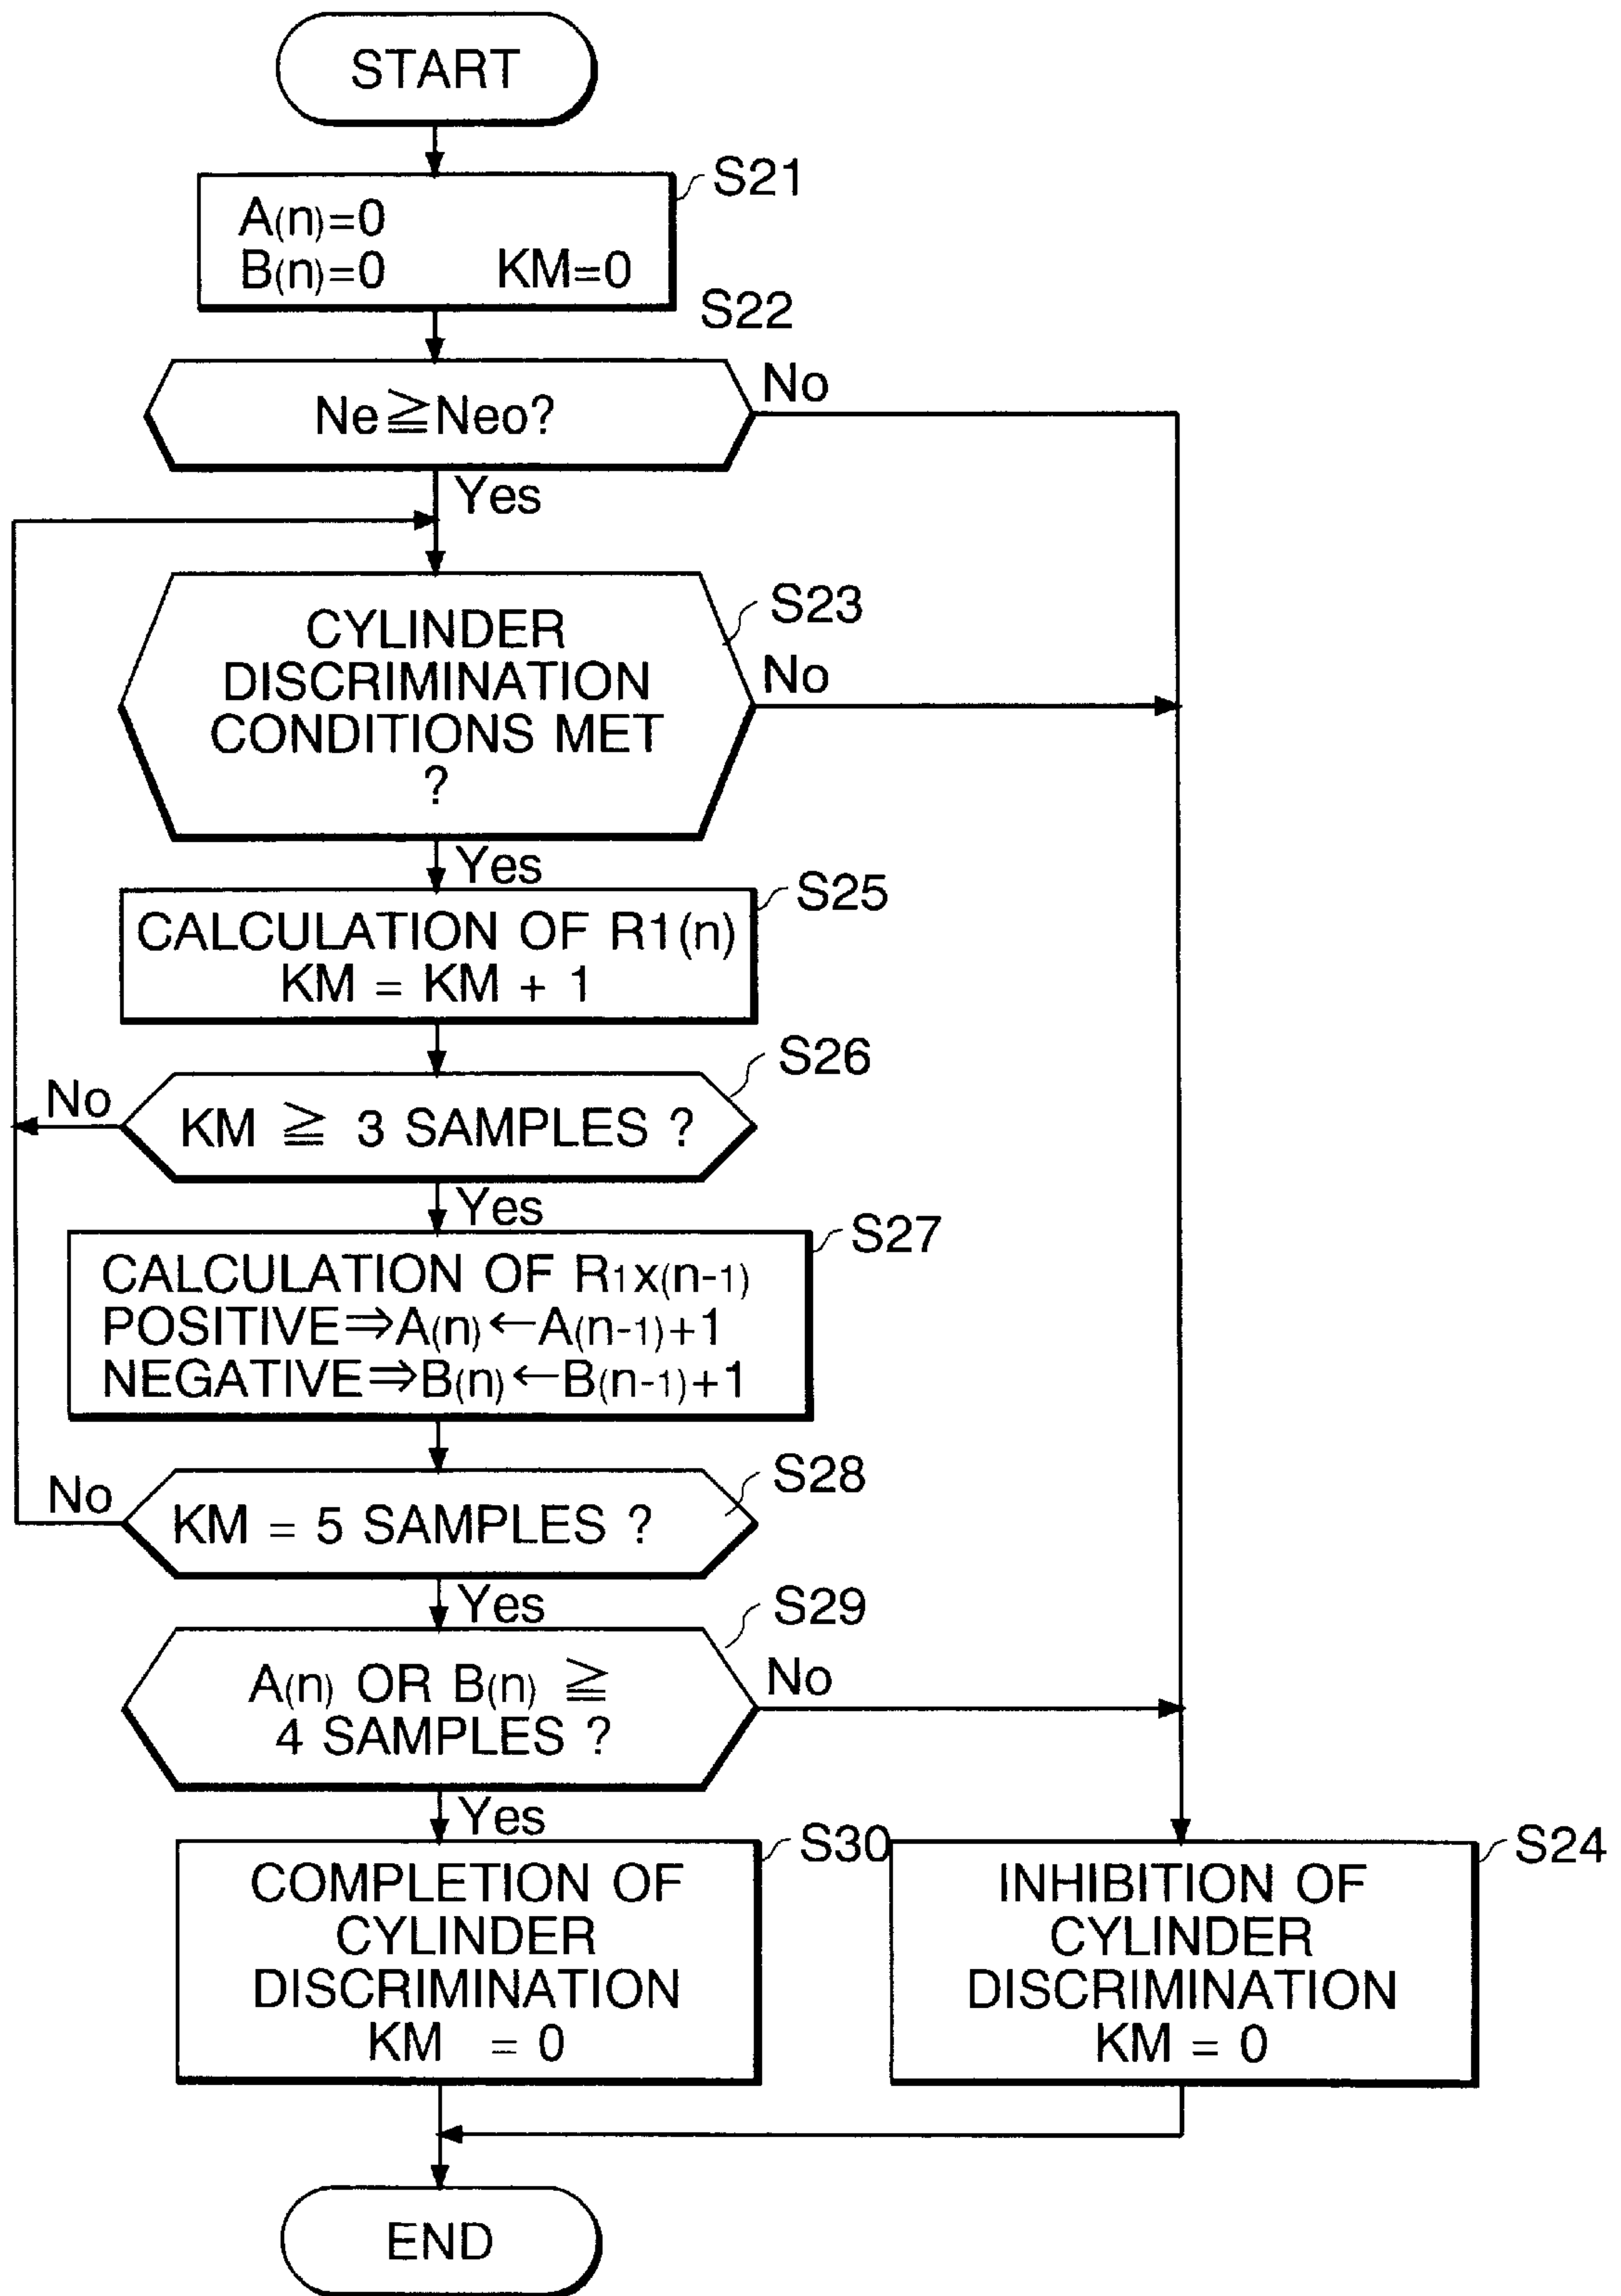 START
S21
A(n)=0
B(n)=0 KM=0
S22
Ne≧Neo?
No
Yes
S23
CYLINDER
DISCRIMINATION
CONDITIONS MET
?
No
Yes
S25
CALCULATION OF R1(n)
KM = KM + 1
S26
No
KM ≧ 3 SAMPLES ?
Yes
S27
CALCULATION OF R1x(n-1)
POSITIVE⇒A(n)←A(n-1)+1
NEGATIVE⇒B(n)←B(n-1)+1
S28
No
KM = 5 SAMPLES ?
Yes
S29
A(n) OR B(n) ≧
4 SAMPLES ?
No
Yes
S30
COMPLETION OF
CYLINDER
DISCRIMINATION
KM = 0
S24
INHIBITION OF
CYLINDER
DISCRIMINATION
KM = 0
END